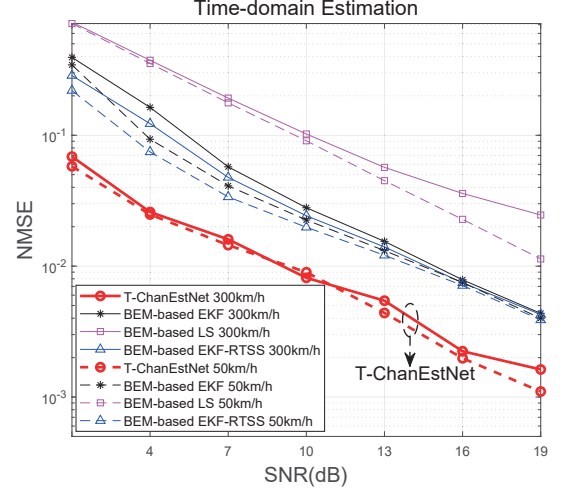 Time-domain Estimation
NMSE
10^-1
10^-2
10^-3
T-ChanEstNet 300km/h
BEM-based EKF 300km/h
BEM-based LS 300km/h
BEM-based EKF-RTSS 300km/h
T-ChanEstNet 50km/h
BEM-based EKF 50km/h
BEM-based LS 50km/h
BEM-based EKF-RTSS 50km/h
T-ChanEstNet
4 7 10 13 16 19
SNR(dB)